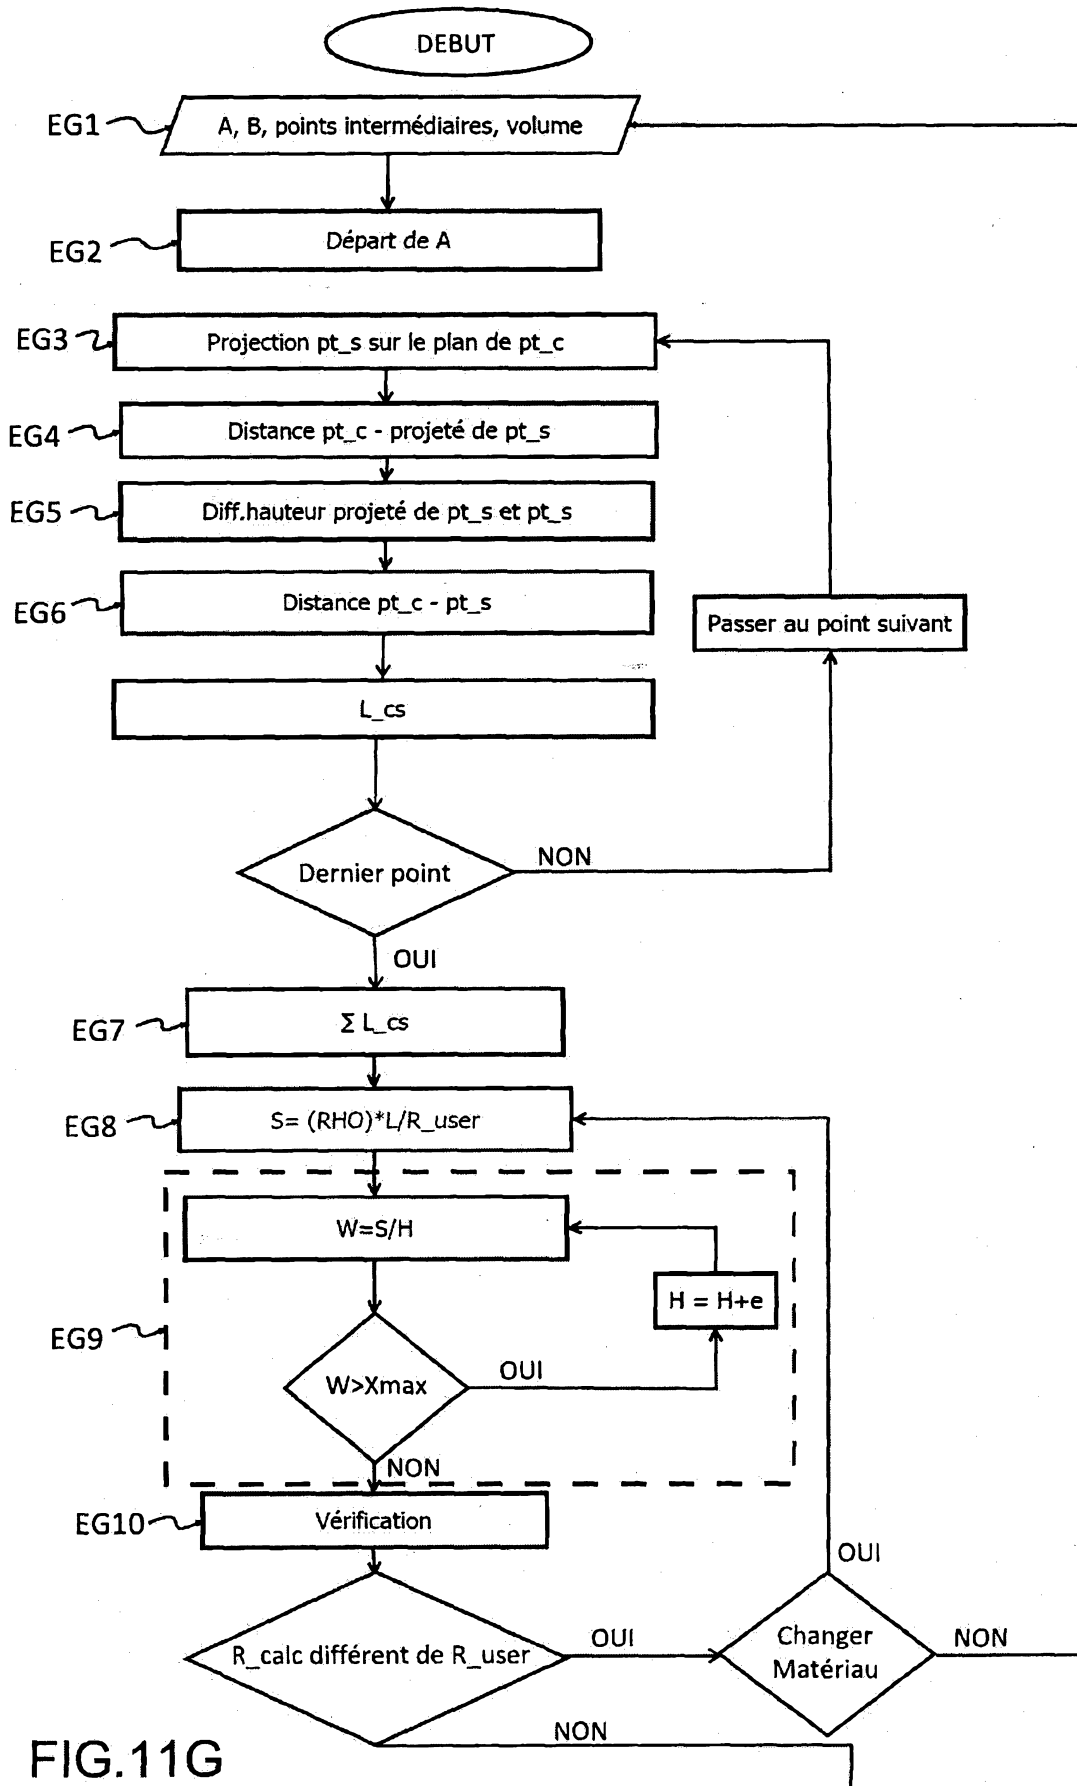 DEBUT
EG1
A, B, points intermédiaires, volume
EG2
Départ de A
EG3
Projection pt_s sur le plan de pt_c
EG4
Distance pt_c - projeté de pt_s
EG5
Diff.hauteur projeté de pt_s et pt_s
EG6
Distance pt_c - pt_s
Passer au point suivant
L_cs
Dernier point
NON
OUI
EG7
Σ L_cs
EG8
S= (RHO)*L/R_user
W=S/H
H = H+e
EG9
W>Xmax
OUI
NON
EG10
Vérification
OUI
R_calc différent de R_user
OUI
Changer
Matériau
NON
NON
FIG.11G